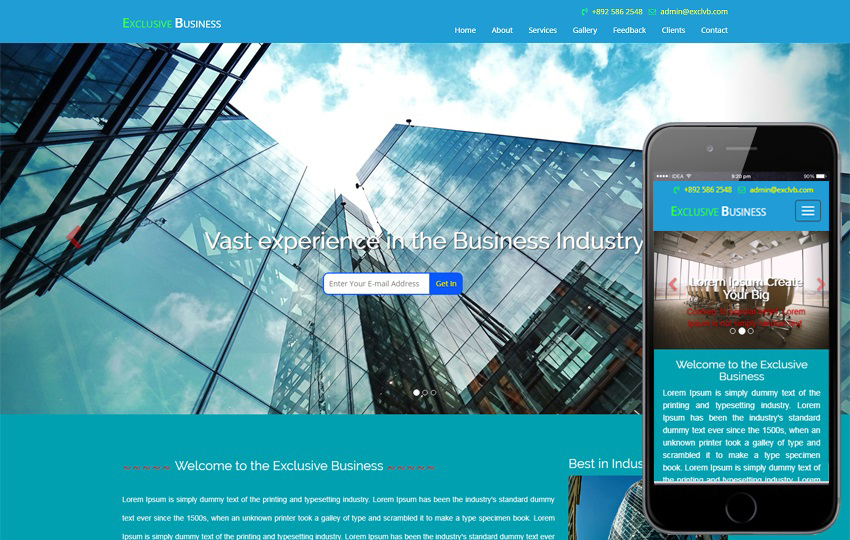 +892 586 2548 admin@exclvb.com
Exclusive Business
Home About Services Gallery Feedback Clients Contact
Vast experience in the Business Industry
Enter Your E-mail Address Get In
~~~~~ Welcome to the Exclusive Business ~~~~~
Lorem Ipsum is simply dummy text of the printing and typesetting industry. Lorem Ipsum has been the industry's standard dummy
text ever since the 1500s, when an unknown printer took a galley of type and scrambled it to make a type specimen book. Lorem
Ipsum is simply dummy text of the printing and typesetting industry. Lorem Ipsum has been the industry's standard dummy
Best in Indus
IDEA 9:20 pm 90%
+892 586 2548 admin@exclvb.com
Exclusive Business
Lorem Ipsum Create
Your Big
Welcome to the Exclusive
Business
Lorem Ipsum is simply dummy text of the
printing and typesetting industry. Lorem
Ipsum has been the industry's standard
dummy text ever since the 1500s, when an
unknown printer took a galley of type and
scrambled it to make a type specimen
book. Lorem Ipsum is simply dummy text of
the printing and typesetting industry. Lorem